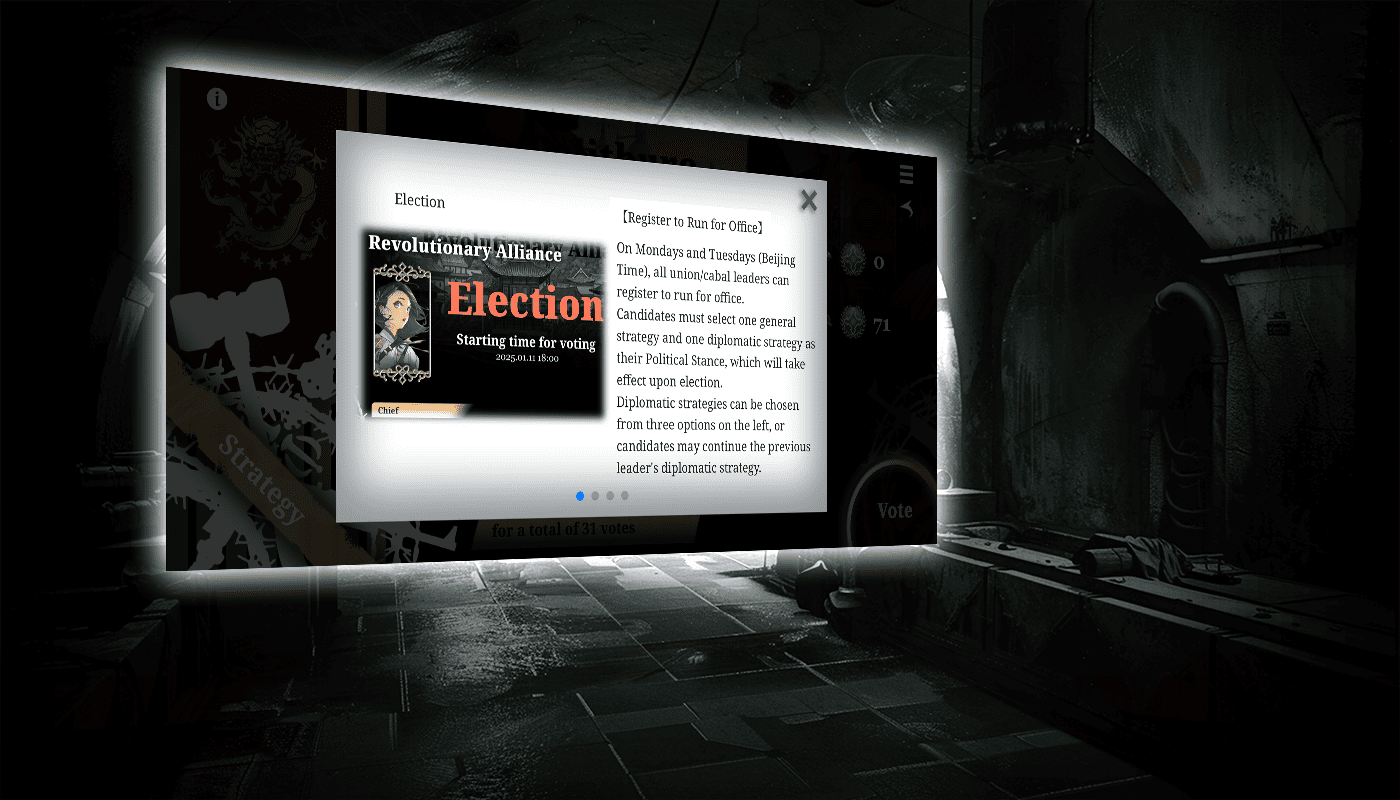 Election
Revolutionary Alliance
Election
Starting time for voting
2025.01.11 18:00
Chief
【Register to Run for Office】
On Mondays and Tuesdays (Beijing
Time), all union/cabal leaders can
register to run for office.
Candidates must select one general
strategy and one diplomatic strategy as
their Political Stance, which will take
effect upon election.
Diplomatic strategies can be chosen
from three options on the left, or
candidates may continue the previous
leader's diplomatic strategy.
0
71
Strategy
Vote
for a total of 31 votes